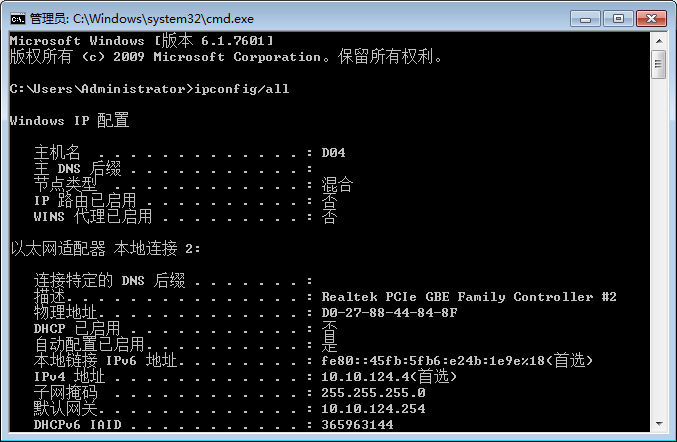 管理员: C:\Windows\system32\cmd.exe
Microsoft Windows [版本 6.1.7601]
版权所有 (c) 2009 Microsoft Corporation。保留所有权利。
C:\Users\Administrator>ipconfig/all
Windows IP 配置
主机名 . . . . . . . . . . . . . : D04
主 DNS 后缀 . . . . . . . . . . . :
节点类型 . . . . . . . . . . . . : 混合
IP 路由已启用 . . . . . . . . . . : 否
WINS 代理已启用 . . . . . . . . . : 否
以太网适配器 本地连接 2:
连接特定的 DNS 后缀 . . . . . . . :
描述. . . . . . . . . . . . . . . : Realtek PCIe GBE Family Controller #2
物理地址. . . . . . . . . . . . . : D0-27-88-44-84-8F
DHCP 已启用 . . . . . . . . . . . : 否
自动配置已启用. . . . . . . . . . : 是
本地链接 IPv6 地址. . . . . . . . : fe80::45fb:5fb6:e24b:1e9e%18(首选)
IPv4 地址 . . . . . . . . . . . . : 10.10.124.4(首选)
子网掩码 . . . . . . . . . . . . : 255.255.255.0
默认网关. . . . . . . . . . . . . : 10.10.124.254
DHCPv6 IAID . . . . . . . . . . . : 365963144